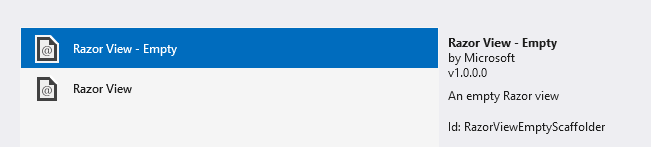 Razor View - Empty
Razor View
Razor View - Empty
by Microsoft
v1.0.0.0
An empty Razor view
Id: RazorViewEmptyScaffolder